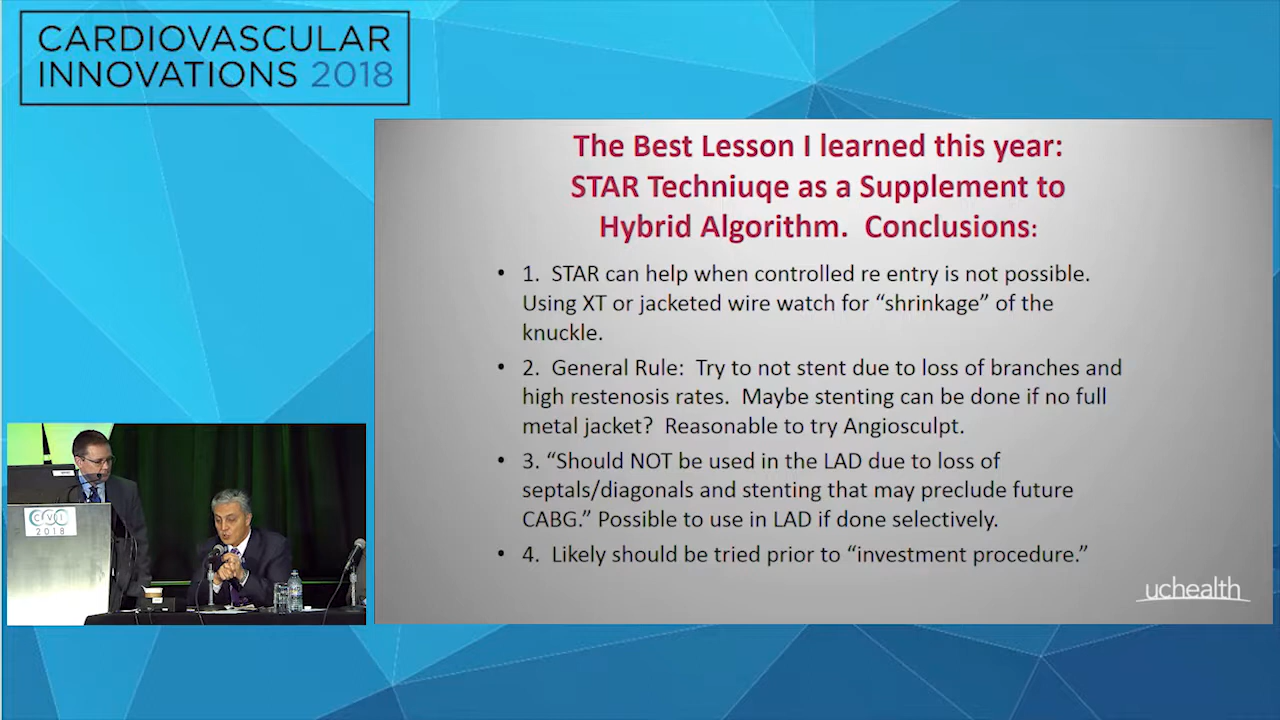 CARDIOVASCULAR
INNOVATIONS 2018
The Best Lesson I learned this year:
STAR Techniuqe as a Supplement to
Hybrid Algorithm.  Conclusions:
• 1.  STAR can help when controlled re entry is not possible.
Using XT or jacketed wire watch for “shrinkage” of the
knuckle.
• 2.  General Rule:  Try to not stent due to loss of branches and
high restenosis rates.  Maybe stenting can be done if no full
metal jacket?  Reasonable to try Angiosculpt.
• 3. “Should NOT be used in the LAD due to loss of
septals/diagonals and stenting that may preclude future
CABG.” Possible to use in LAD if done selectively.
• 4.  Likely should be tried prior to “investment procedure.”
uchealth
CVI
2018